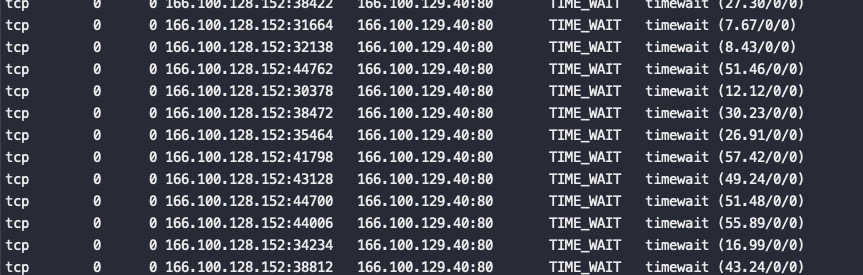 tcp 0 0 166.100.128.152:38422 166.100.129.40:80 TIME_WAIT timewait (27.30/0/0)
tcp 0 0 166.100.128.152:31664 166.100.129.40:80 TIME_WAIT timewait (7.67/0/0)
tcp 0 0 166.100.128.152:32138 166.100.129.40:80 TIME_WAIT timewait (8.43/0/0)
tcp 0 0 166.100.128.152:44762 166.100.129.40:80 TIME_WAIT timewait (51.46/0/0)
tcp 0 0 166.100.128.152:30378 166.100.129.40:80 TIME_WAIT timewait (12.12/0/0)
tcp 0 0 166.100.128.152:38472 166.100.129.40:80 TIME_WAIT timewait (30.23/0/0)
tcp 0 0 166.100.128.152:35464 166.100.129.40:80 TIME_WAIT timewait (26.91/0/0)
tcp 0 0 166.100.128.152:41798 166.100.129.40:80 TIME_WAIT timewait (57.42/0/0)
tcp 0 0 166.100.128.152:43128 166.100.129.40:80 TIME_WAIT timewait (49.24/0/0)
tcp 0 0 166.100.128.152:44700 166.100.129.40:80 TIME_WAIT timewait (51.48/0/0)
tcp 0 0 166.100.128.152:44006 166.100.129.40:80 TIME_WAIT timewait (55.89/0/0)
tcp 0 0 166.100.128.152:34234 166.100.129.40:80 TIME_WAIT timewait (16.99/0/0)
tcp 0 0 166.100.128.152:38812 166.100.129.40:80 TIME_WAIT timewait (43.24/0/0)